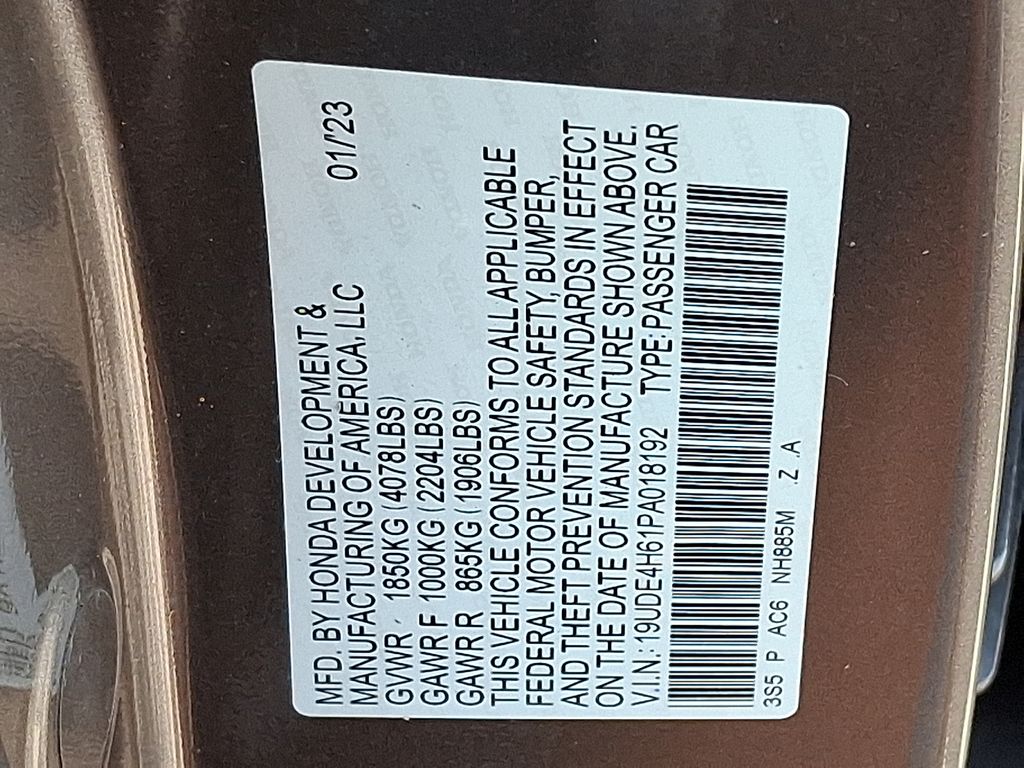 MFD. BY HONDA DEVELOPMENT &
MANUFACTURING OF AMERICA, LLC 01/'23
GVWR 1850KG (4078LBS)
GAWR F 1000KG (2204LBS)
GAWR R 865KG (1906LBS)
THIS VEHICLE CONFORMS TO ALL APPLICABLE
FEDERAL MOTOR VEHICLE SAFETY, BUMPER,
AND THEFT PREVENTION STANDARDS IN EFFECT
ON THE DATE OF MANUFACTURE SHOWN ABOVE.
V.I.N.: 19UDE4H61PA018192 TYPE: PASSENGER CAR
3S5 P AC6 NH885M .Z .A